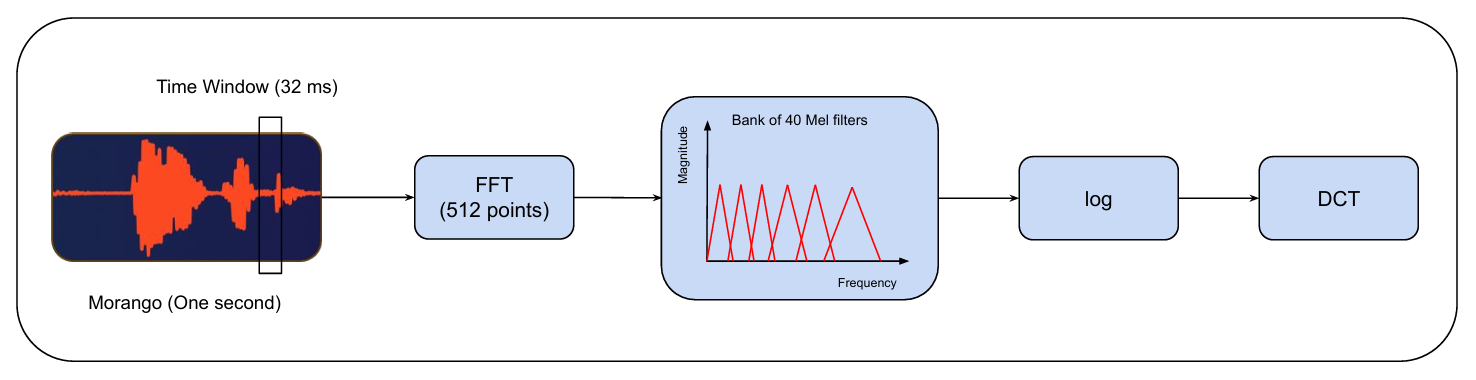 Time Window (32 ms)
Morango (One second)
FFT
(512 points)
Bank of 40 Mel filters
Magnitude
Frequency
log
DCT